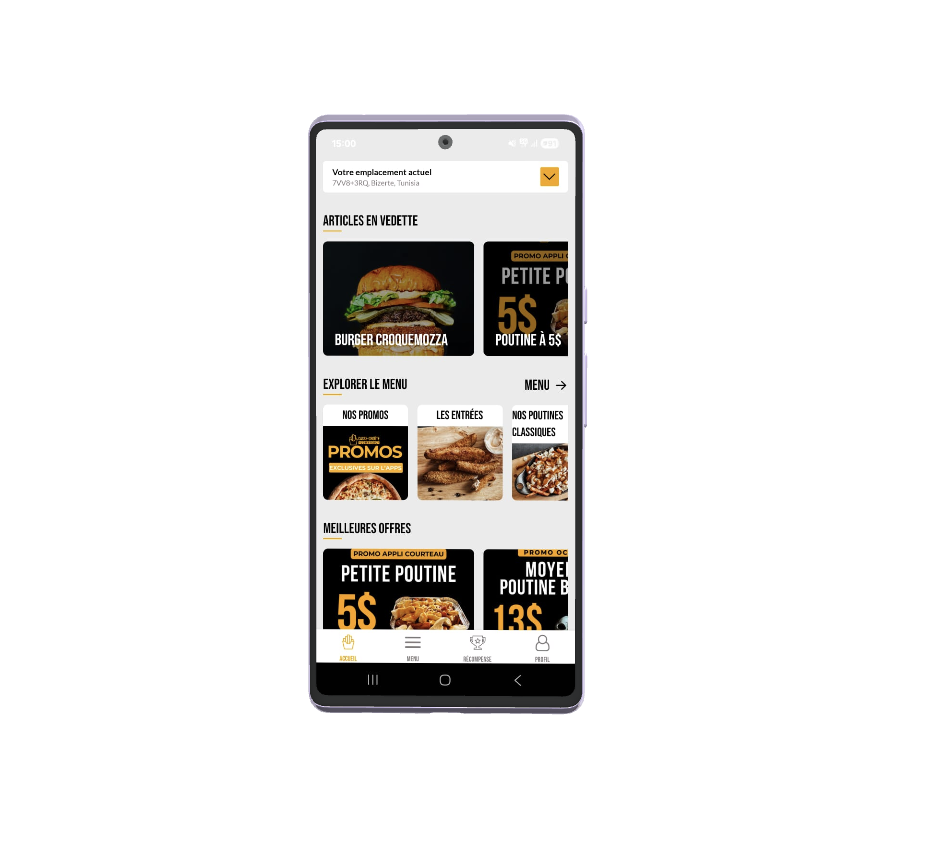 15:00
Votre emplacement actuel
7VV8+3RQ, Bizerte, Tunisia
ARTICLES EN VEDETTE
PROMO APPLI C
PETITE PO
5$
BURGER CROQUEMOZZA
POUTINE À 5$
EXPLORER LE MENU
MENU →
NOS PROMOS
LES ENTRÉES
NOS POUTINES
CLASSIQUES
PROMOS
EXCLUSIVES SUR L'APPS
MEILLEURES OFFRES
PROMO APPLI COURTEAU
PETITE POUTINE
5$
PROMO OC
MOYE
POUTINE B
13$
ACCUEIL
MENU
RÉCOMPENSE
PROFIL